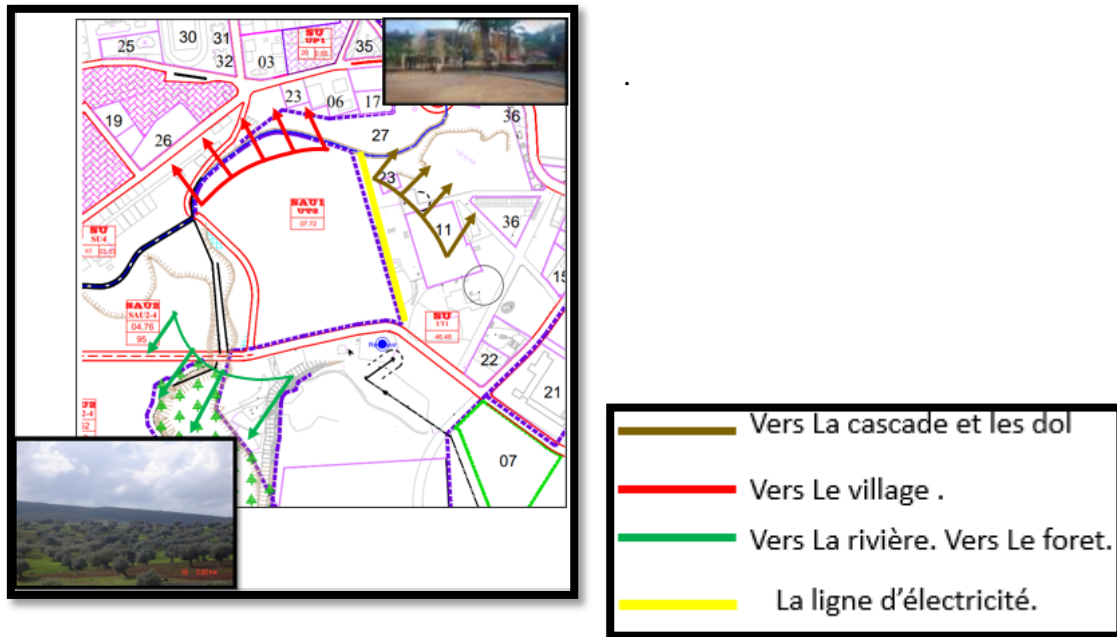 25
30
31
32
SU
UP1
35
03
19
26
23
06
17
27
36
23
11
36
15
SAU1
UT2
07.72
SU
SU4
SAU2
SAU2-4
04.76
95
SU
UT1
46.48
22
21
07
.
Vers La cascade et les dol
Vers Le village .
Vers La rivière. Vers Le foret.
La ligne d’électricité.